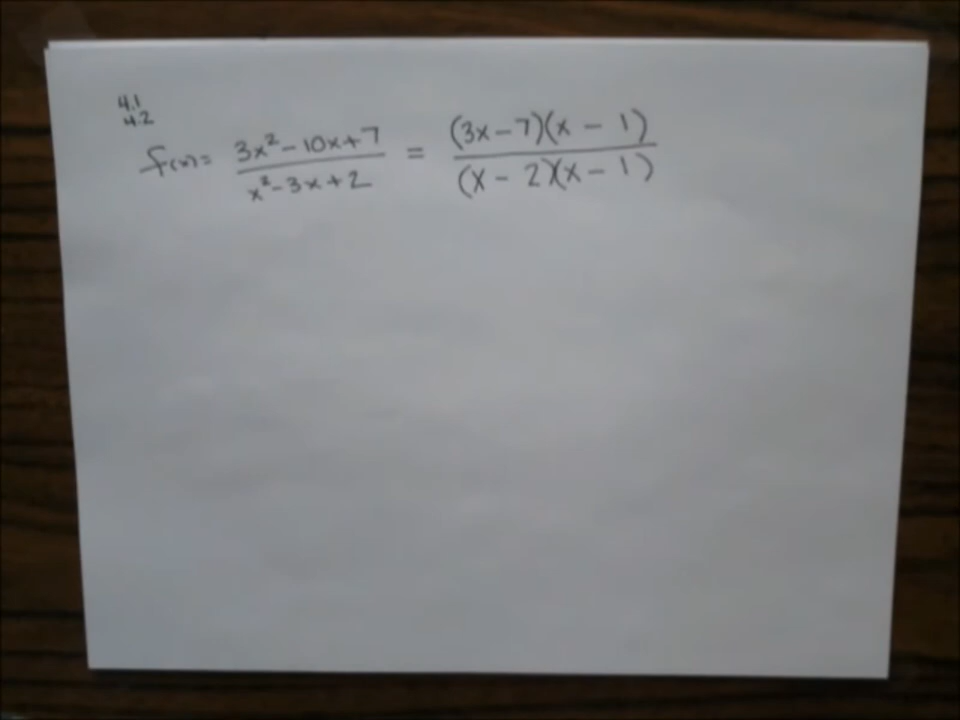 4.1
4.2
f(x) = 3x² - 10x + 7 / x² - 3x + 2 = (3x - 7)(x - 1) / (x - 2)(x - 1)